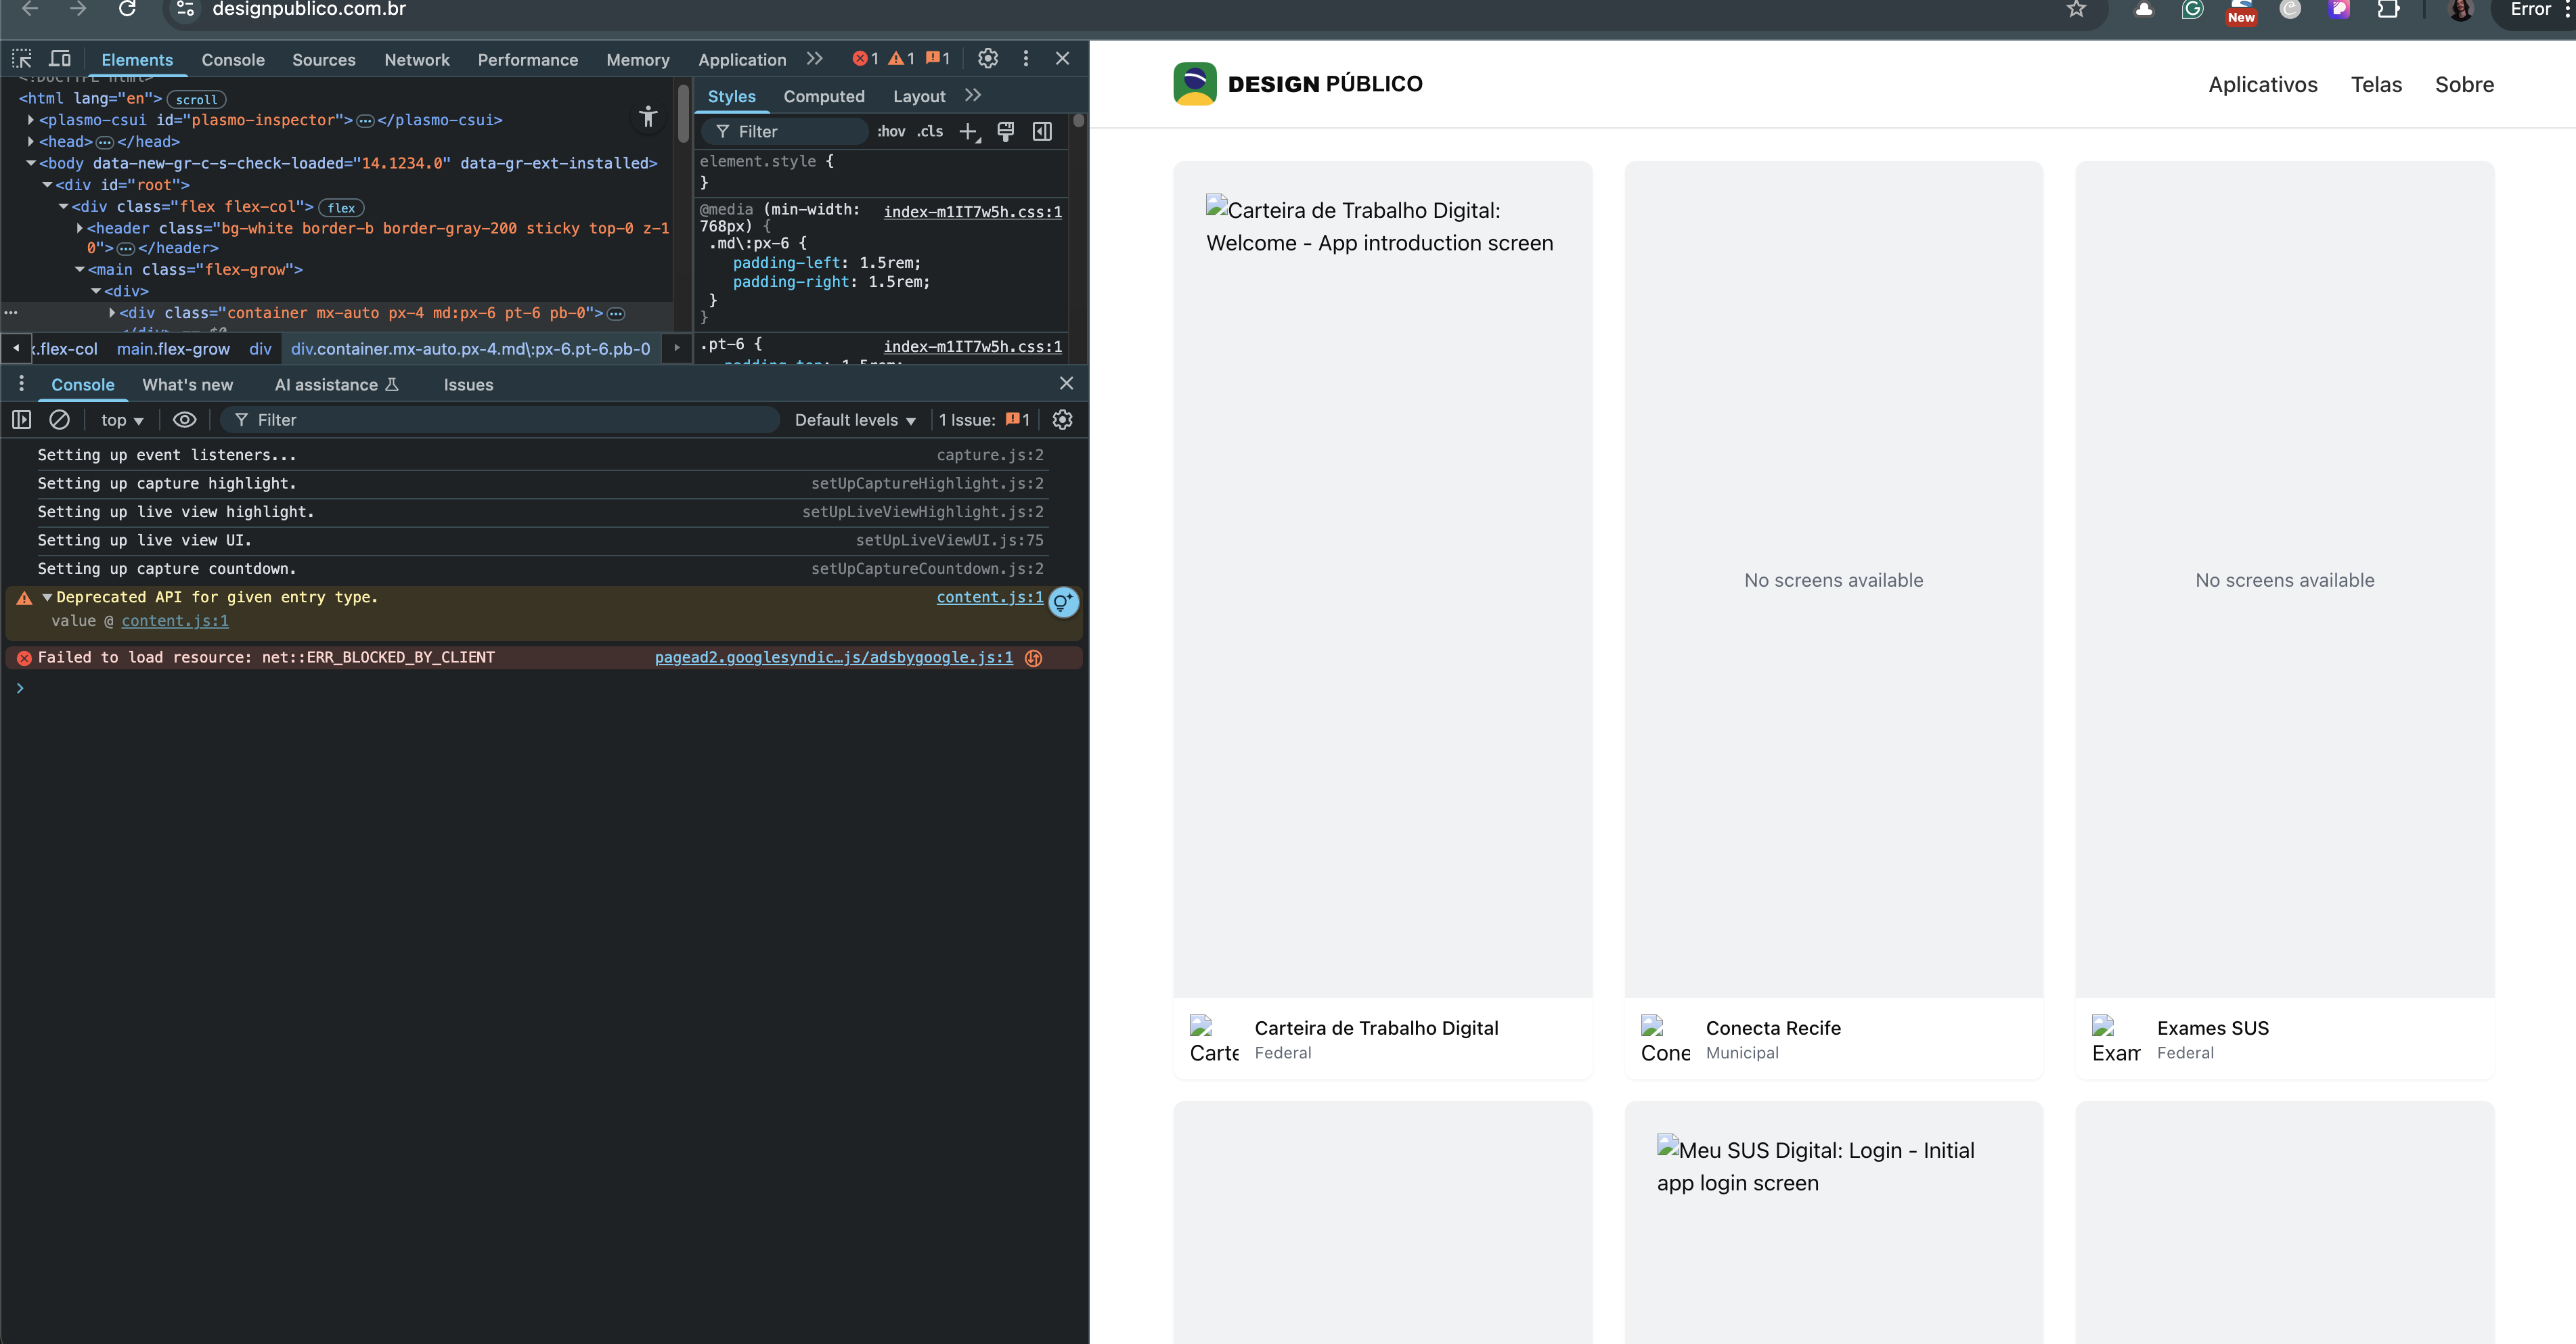 designpublico.com.br
New
Error
Elements
Console
Sources
Network
Performance
Memory
Application
1
1
1
<!DOCTYPE html>
<html lang="en">
scroll
<plasmo-csui id="plasmo-inspector">
</plasmo-csui>
<head>
</head>
<body data-new-gr-c-s-check-loaded="14.1234.0" data-gr-ext-installed>
<div id="root">
<div class="flex flex-col">
flex
<header class="bg-white border-b border-gray-200 sticky top-0 z-1
0">
</header>
<main class="flex-grow">
<div>
<div class="container mx-auto px-4 md:px-6 pt-6 pb-0">
</div> == $0
.flex-col
main.flex-grow
div
div.container.mx-auto.px-4.md\:px-6.pt-6.pb-0
Styles
Computed
Layout
Filter
:hov
.cls
element.style {
}
@media (min-width:
index-m1IT7w5h.css:1
768px) {
.md\:px-6 {
padding-left: 1.5rem;
padding-right: 1.5rem;
}
}
.pt-6 {
index-m1IT7w5h.css:1
padding-top: 1.5rem;
Console
What's new
AI assistance
Issues
top
Filter
Default levels
1 Issue:
1
Setting up event listeners...
capture.js:2
Setting up capture highlight.
setUpCaptureHighlight.js:2
Setting up live view highlight.
setUpLiveViewHighlight.js:2
Setting up live view UI.
setUpLiveViewUI.js:75
Setting up capture countdown.
setUpCaptureCountdown.js:2
Deprecated API for given entry type.
content.js:1
value @ content.js:1
Failed to load resource: net::ERR_BLOCKED_BY_CLIENT
pagead2.googlesyndic…js/adsbygoogle.js:1
DESIGN PÚBLICO
Aplicativos
Telas
Sobre
Carteira de Trabalho Digital:
Welcome - App introduction screen
Carte
Carteira de Trabalho Digital
Federal
No screens available
Cone
Conecta Recife
Municipal
No screens available
Exam
Exames SUS
Federal
Meu SUS Digital: Login - Initial
app login screen